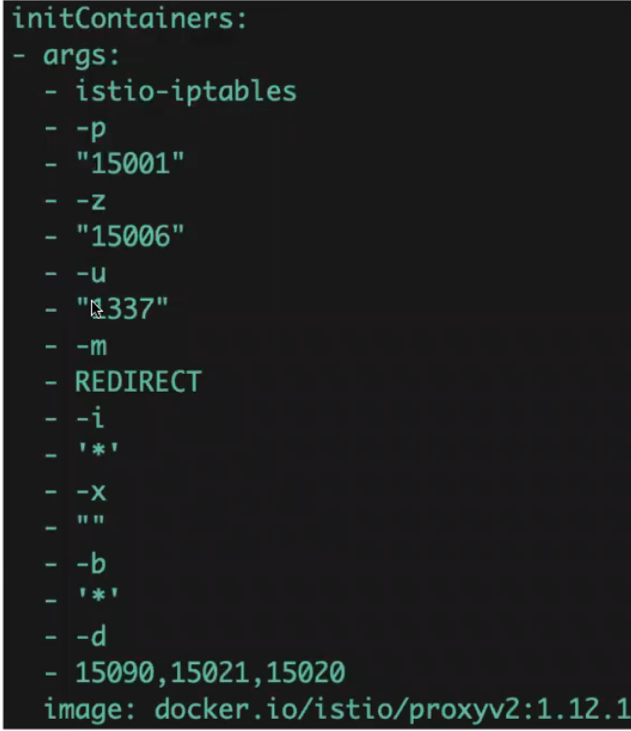 initContainers:
- args:
- istio-iptables
- -p
- "15001"
- -z
- "15006"
- -u
- "1337"
- -m
- REDIRECT
- -i
- '*'
- -x
- ""
- -b
- '*'
- -d
- 15090,15021,15020
image: docker.io/istio/proxyv2:1.12.1